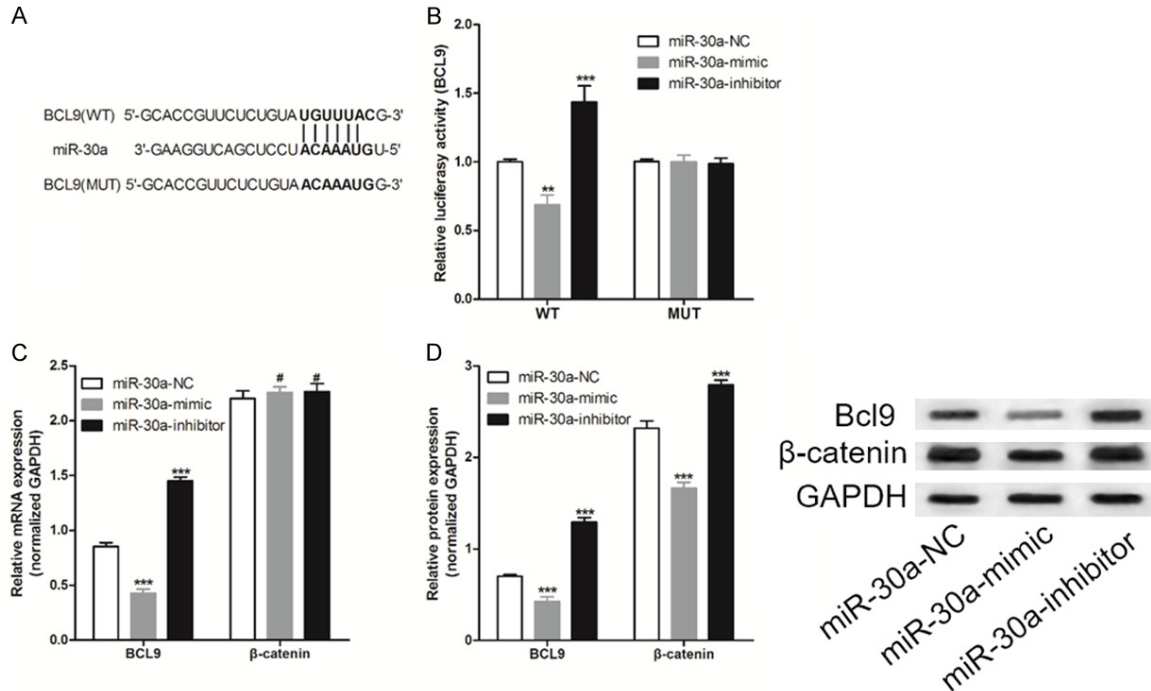 A
BCL9(WT) 5'-GCACCGUUCUCUGUAUGUUUACG-3'
miR-30a 3'-GAAGGUCAGCUCCUACAAAUGU-5'
BCL9(MUT) 5'-GCACCGUUCUCUGUAACAAAUGG-3'
B
Relative luciferasy activity (BCL9)
2.0
1.5
1.0
0.5
0.0
miR-30a-NC
miR-30a-mimic
miR-30a-inhibitor
**
***
WT
MUT
C
Relative mRNA expression
(normalized GAPDH)
2.5
2.0
1.5
1.0
0.5
0.0
miR-30a-NC
miR-30a-mimic
miR-30a-inhibitor
***
***
#
#
BCL9
β-catenin
D
Relative protein expression
(normalized GAPDH)
3
2
1
0
miR-30a-NC
miR-30a-mimic
miR-30a-inhibitor
***
***
***
***
BCL9
β-catenin
Bcl9
β-catenin
GAPDH
miR-30a-NC
miR-30a-mimic
miR-30a-inhibitor